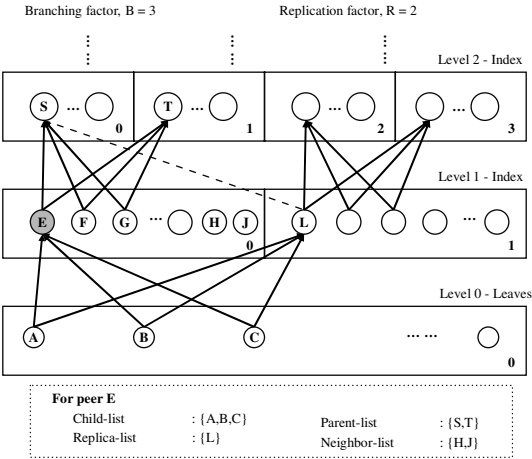 Branching factor, B = 3 Replication factor, R = 2
Level 2 - Index
S ... T ... ... ...
0 1 2 3
Level 1 - Index
E F G ... H J L ...
0 1
Level 0 - Leaves
A B C ... ...
0
For peer E
Child-list : {A,B,C} Parent-list : {S,T}
Replica-list : {L} Neighbor-list : {H,J}